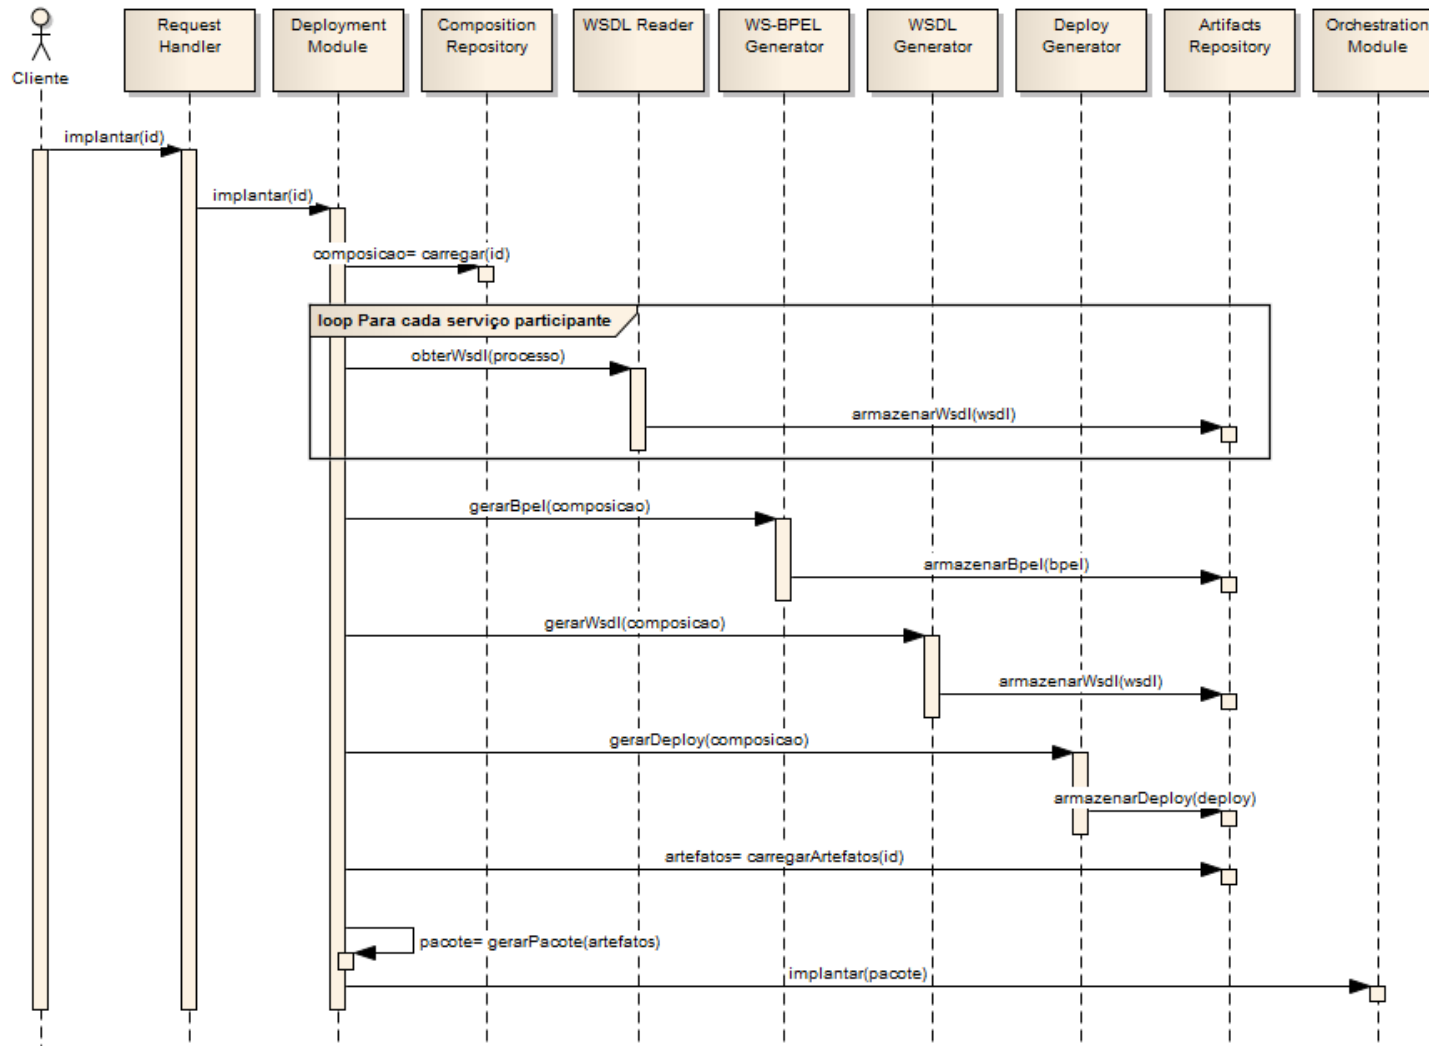 Cliente
Request
Handler
Deployment
Module
Composition
Repository
WSDL Reader
WS-BPEL
Generator
WSDL
Generator
Deploy
Generator
Artifacts
Repository
Orchestration
Module
implantar(id)
implantar(id)
composicao= carregar(id)
loop Para cada serviço participante
obterWsdl(processo)
armazenarWsdl(wsdl)
gerarBpel(composicao)
armazenarBpel(bpel)
gerarWsdl(composicao)
armazenarWsdl(wsdl)
gerarDeploy(composicao)
armazenarDeploy(deploy)
artefatos= carregarArtefatos(id)
pacote= gerarPacote(artefatos)
implantar(pacote)